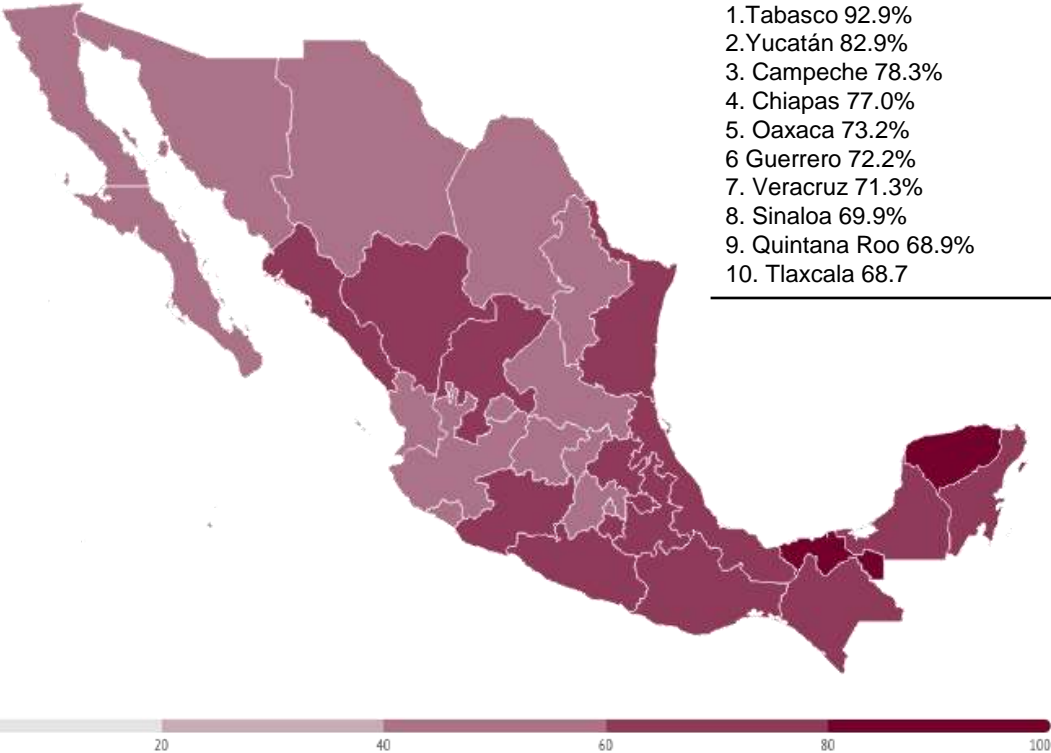 1.Tabasco 92.9%
2.Yucatán 82.9%
3. Campeche 78.3%
4. Chiapas 77.0%
5. Oaxaca 73.2%
6 Guerrero 72.2%
7. Veracruz 71.3%
8. Sinaloa 69.9%
9. Quintana Roo 68.9%
10. Tlaxcala 68.7
20 40 60 80 100